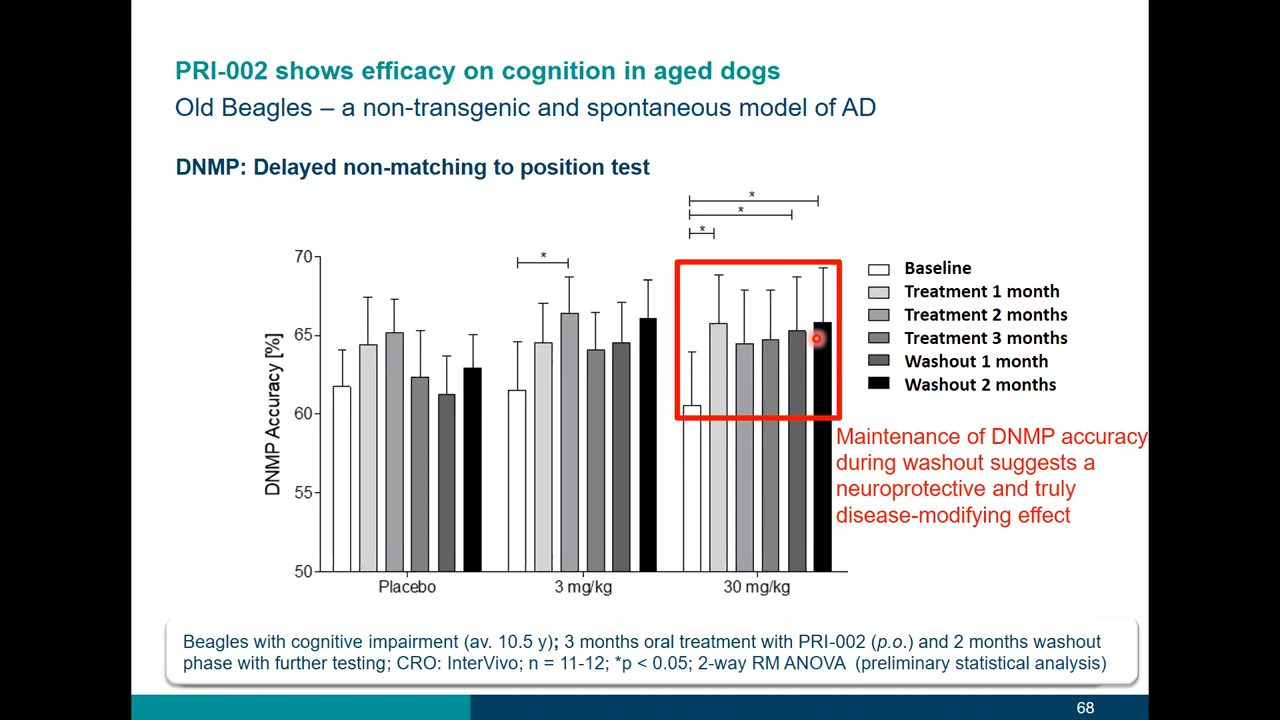 PRI-002 shows efficacy on cognition in aged dogs
Old Beagles – a non-transgenic and spontaneous model of AD
DNMP: Delayed non-matching to position test
*
*
*
*
70
65
60
55
50
DNMP Accuracy [%]
Placebo
3 mg/kg
30 mg/kg
Baseline
Treatment 1 month
Treatment 2 months
Treatment 3 months
Washout 1 month
Washout 2 months
Maintenance of DNMP accuracy
during washout suggests a
neuroprotective and truly
disease-modifying effect
Beagles with cognitive impairment (av. 10.5 y); 3 months oral treatment with PRI-002 (p.o.) and 2 months washout
phase with further testing; CRO: InterVivo; n = 11-12; *p < 0.05; 2-way RM ANOVA (preliminary statistical analysis)
68